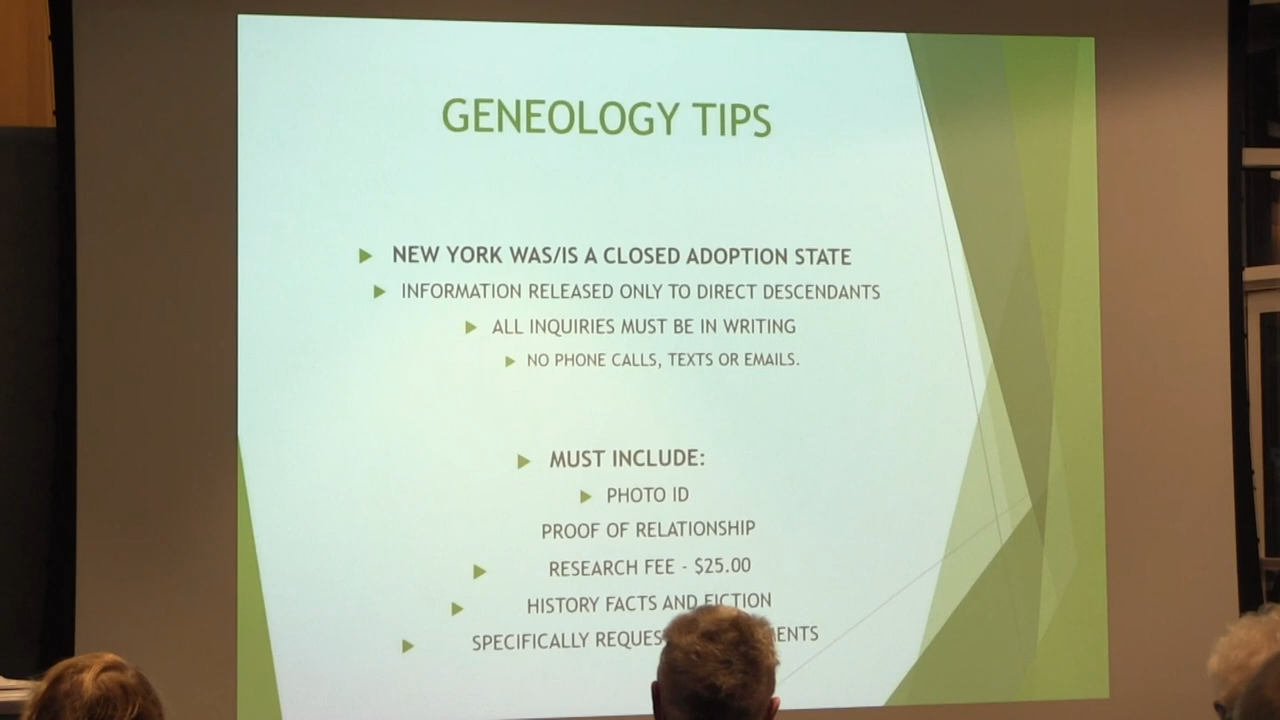 GENEOLOGY TIPS
NEW YORK WAS/IS A CLOSED ADOPTION STATE
INFORMATION RELEASED ONLY TO DIRECT DESCENDANTS
ALL INQUIRIES MUST BE IN WRITING
NO PHONE CALLS, TEXTS OR EMAILS.
MUST INCLUDE:
PHOTO ID
PROOF OF RELATIONSHIP
RESEARCH FEE - $25.00
HISTORY FACTS AND FICTION
SPECIFICALLY